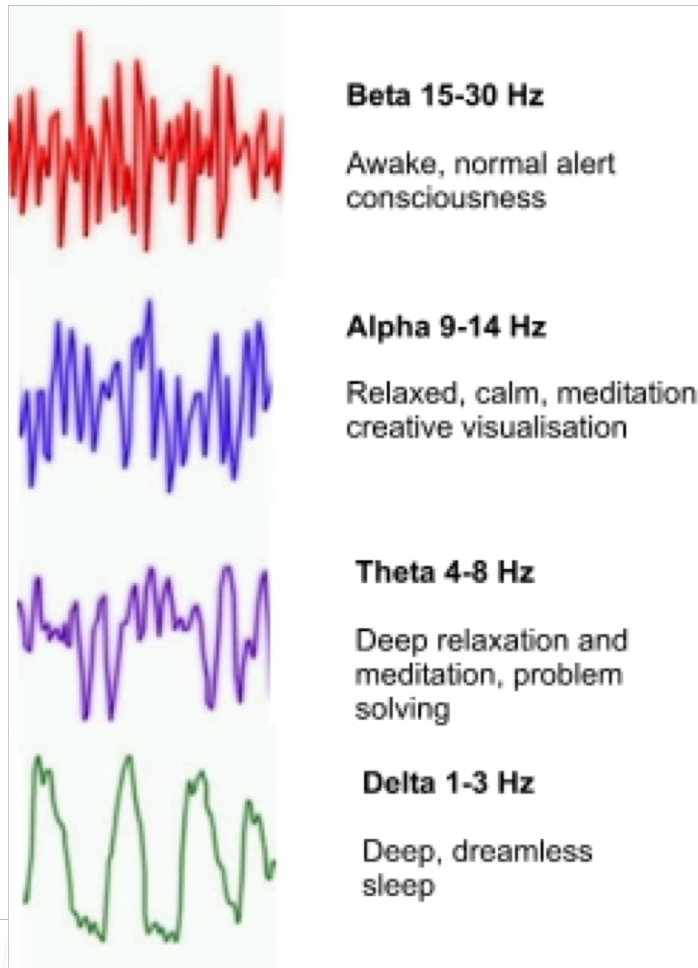 Beta 15-30 Hz
Awake, normal alert
consciousness
Alpha 9-14 Hz
Relaxed, calm, meditation
creative visualisation
Theta 4-8 Hz
Deep relaxation and
meditation, problem
solving
Delta 1-3 Hz
Deep, dreamless
sleep